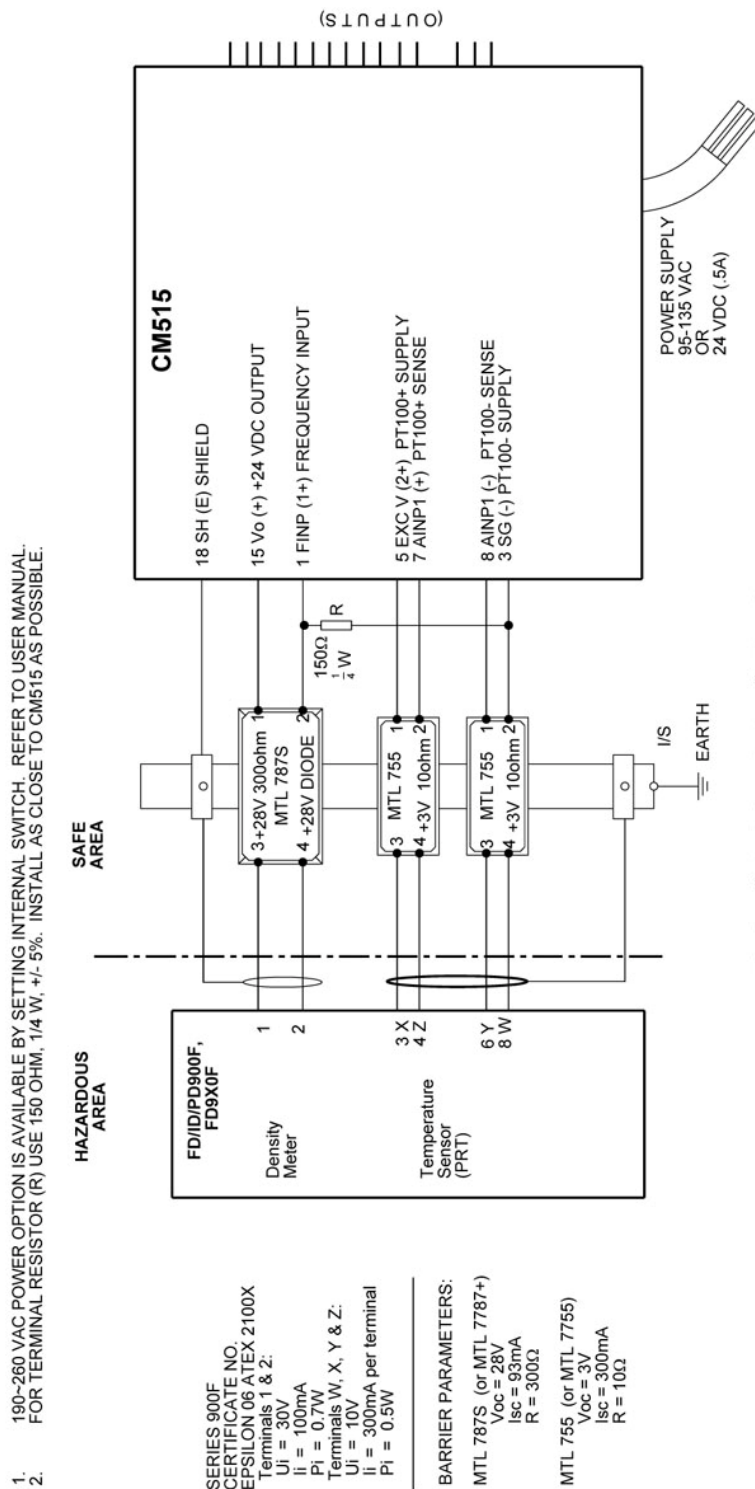 1. 190-260 VAC POWER OPTION IS AVAILABLE BY SETTING INTERNAL SWITCH. REFER TO USER MANUAL.
2. FOR TERMINAL RESISTOR (R) USE 150 OHM, 1/4 W, +/- 5%. INSTALL AS CLOSE TO CM515 AS POSSIBLE.
HAZARDOUS
AREA
SAFE
AREA
SERIES 900F
CERTIFICATE NO.
EPSILON 06 ATEX 2100X
Terminals 1 & 2:
Ui = 30V
Ii = 100mA
Pi = 0.7W
Terminals W, X, Y & Z:
Ui = 10V
Ii = 300mA per terminal
Pi = 0.5W
BARRIER PARAMETERS:
MTL 787S (or MTL 7787+)
Voc = 28V
Isc = 93mA
R = 300Ω
MTL 755 (or MTL 7755)
Voc = 3V
Isc = 300mA
R = 10Ω
FD/ID/PD900F,
FD9X0F
Density
Meter
1
2
Temperature
Sensor
(PRT)
3 X
4 Z
6 Y
8 W
3 +28V 300ohm 1
MTL 787S
4 +28V DIODE 2
3 MTL 755 1
4 +3V 10ohm 2
3 MTL 755 1
4 +3V 10ohm 2
I/S
EARTH
150Ω R
1/4 W
CM515
18 SH (E) SHIELD
15 Vo (+) +24 VDC OUTPUT
1 FINP (1+) FREQUENCY INPUT
5 EXC V (2+) PT100+ SUPPLY
7 AINP1 (+) PT100+ SENSE
8 AINP1 (-) PT100- SENSE
3 SG (-) PT100- SUPPLY
POWER SUPPLY
95-135 VAC
OR
24 VDC (.5A)
(OUTPUTS)